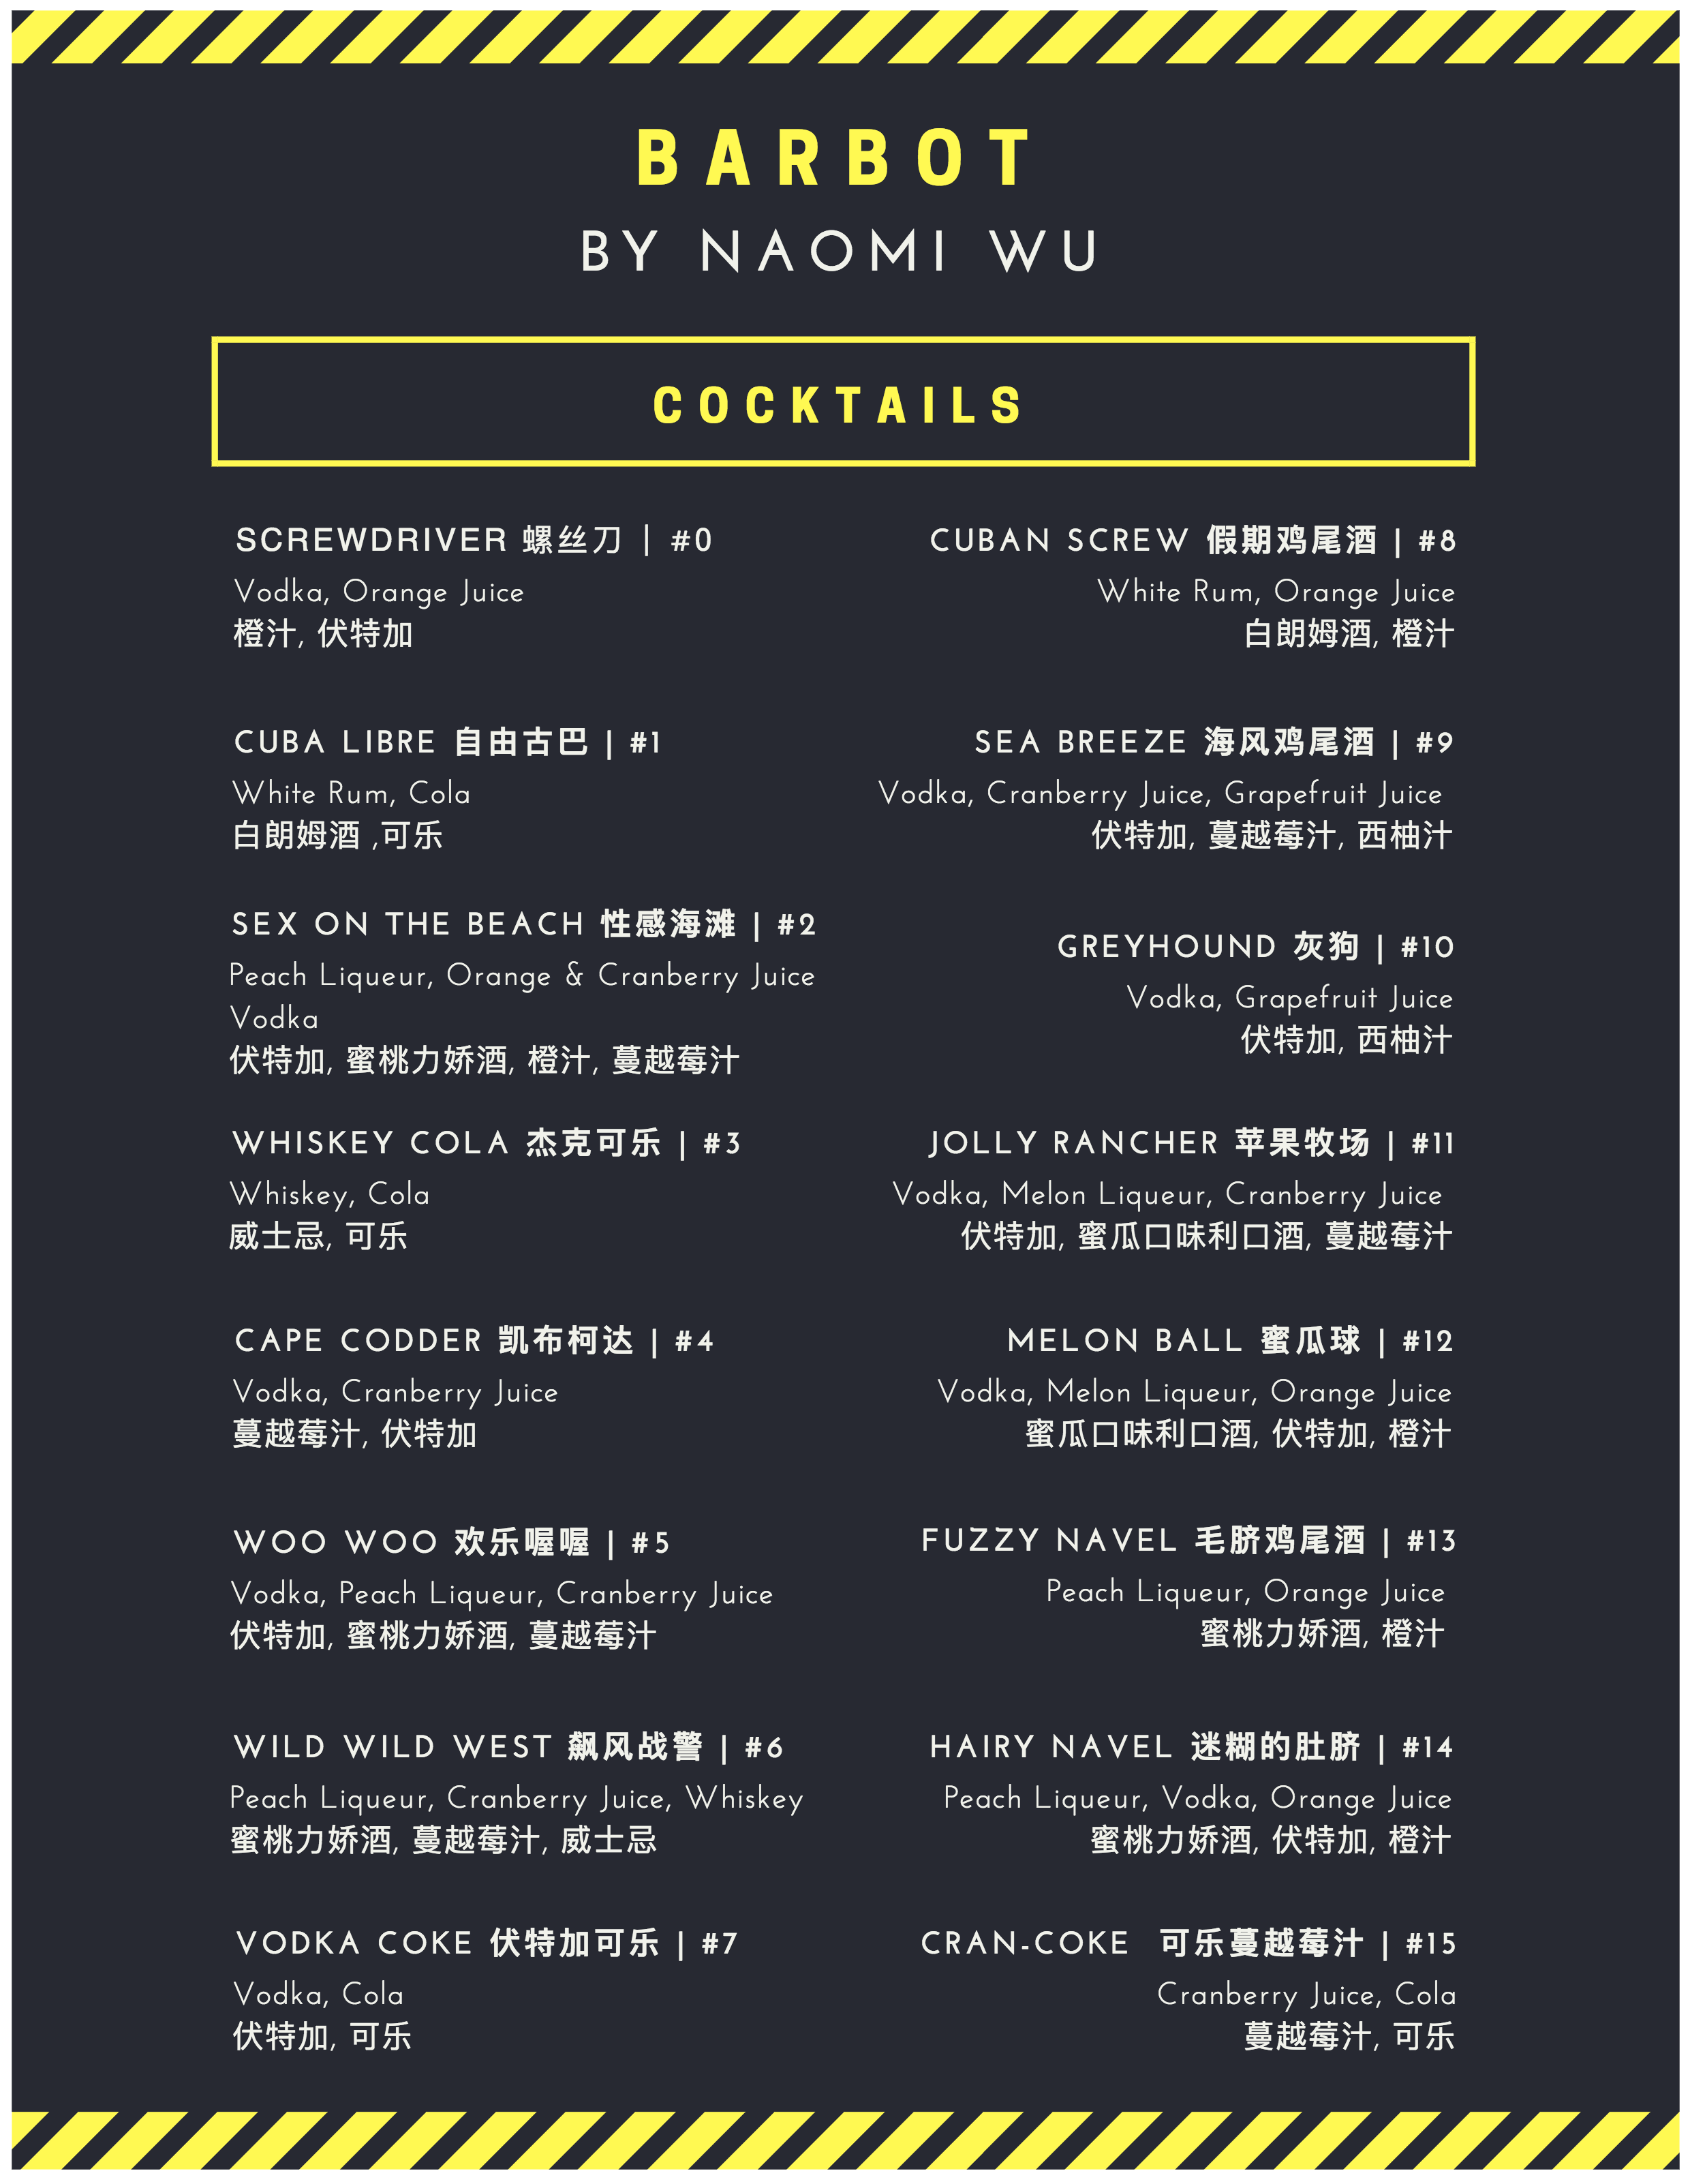 BARBOT
BY NAOMI WU
COCKTAILS
SCREWDRIVER 螺丝刀 | #0
Vodka, Orange Juice
橙汁, 伏特加
CUBA LIBRE 自由古巴 | #1
White Rum, Cola
白朗姆酒 ,可乐
SEX ON THE BEACH 性感海滩 | #2
Peach Liqueur, Orange & Cranberry Juice
Vodka
伏特加, 蜜桃力娇酒, 橙汁, 蔓越莓汁
WHISKEY COLA 杰克可乐 | #3
Whiskey, Cola
威士忌, 可乐
CAPE CODDER 凯布柯达 | #4
Vodka, Cranberry Juice
蔓越莓汁, 伏特加
WOO WOO 欢乐喔喔 | #5
Vodka, Peach Liqueur, Cranberry Juice
伏特加, 蜜桃力娇酒, 蔓越莓汁
WILD WILD WEST 飙风战警 | #6
Peach Liqueur, Cranberry Juice, Whiskey
蜜桃力娇酒, 蔓越莓汁, 威士忌
VODKA COKE 伏特加可乐 | #7
Vodka, Cola
伏特加, 可乐
CUBAN SCREW 假期鸡尾酒 | #8
White Rum, Orange Juice
白朗姆酒, 橙汁
SEA BREEZE 海风鸡尾酒 | #9
Vodka, Cranberry Juice, Grapefruit Juice
伏特加, 蔓越莓汁, 西柚汁
GREYHOUND 灰狗 | #10
Vodka, Grapefruit Juice
伏特加, 西柚汁
JOLLY RANCHER 苹果牧场 | #11
Vodka, Melon Liqueur, Cranberry Juice
伏特加, 蜜瓜口味利口酒, 蔓越莓汁
MELON BALL 蜜瓜球 | #12
Vodka, Melon Liqueur, Orange Juice
蜜瓜口味利口酒, 伏特加, 橙汁
FUZZY NAVEL 毛脐鸡尾酒 | #13
Peach Liqueur, Orange Juice
蜜桃力娇酒, 橙汁
HAIRY NAVEL 迷糊的肚脐 | #14
Peach Liqueur, Vodka, Orange Juice
蜜桃力娇酒, 伏特加, 橙汁
CRAN-COKE 可乐蔓越莓汁 | #15
Cranberry Juice, Cola
蔓越莓汁, 可乐